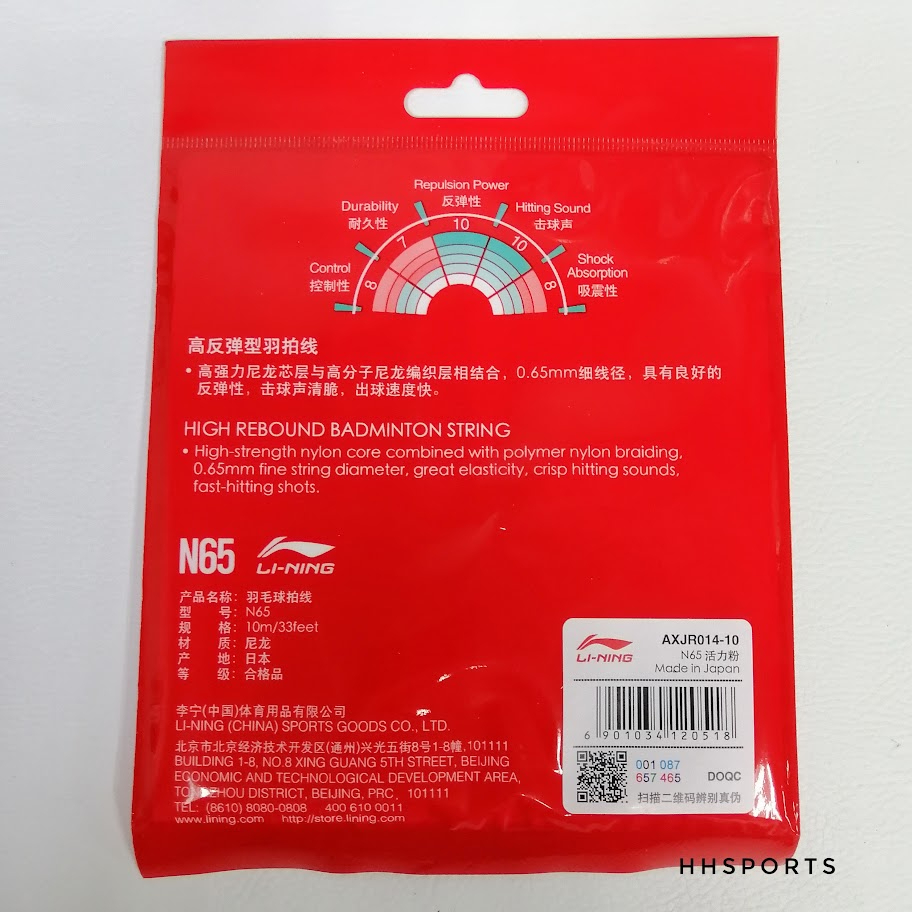 Repulsion Power
反弹性
Durability
耐久性
Hitting Sound
击球声
Control
控制性
Shock
Absorption
吸震性
8
7
10
10
8
高反弹型羽拍线
• 高强力尼龙芯层与高分子尼龙编织层相结合，0.65mm细线径，具有良好的
反弹性，击球声清脆，出球速度快。
HIGH REBOUND BADMINTON STRING
• High-strength nylon core combined with polymer nylon braiding,
0.65mm fine string diameter, great elasticity, crisp hitting sounds,
fast-hitting shots.
N65 LI-NING
产品名称：羽毛球拍线
型 号：N65
规 格：10m/33feet
材 质：尼龙
产 地：日本
等 级：合格品
李宁(中国)体育用品有限公司
LI-NING (CHINA) SPORTS GOODS CO., LTD.
北京市北京经济技术开发区(通州)兴光五街8号1-8幢,101111
BUILDING 1-8, NO.8 XING GUANG 5TH STREET, BEIJING
ECONOMIC AND TECHNOLOGICAL DEVELOPMENT AREA,
DISTRICT, BEIJING, PRC, 101111
TEL: (8610) 8080-0808 400 610 0011
www.lining.com http://store.lining.com
LI-NING
AXJR014-10
N65 活力粉
Made in Japan
6 901034 120518
001 087
657 465
DOQC
扫描二维码辨别真伪
HHSPORTS